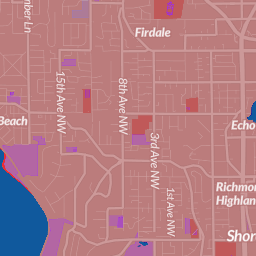 mber Ln
Firdale
15th Ave NW
8th Ave NW
Beach
3rd Ave NW
Echo
1st Ave NW
Richmon
Highlan
Shor